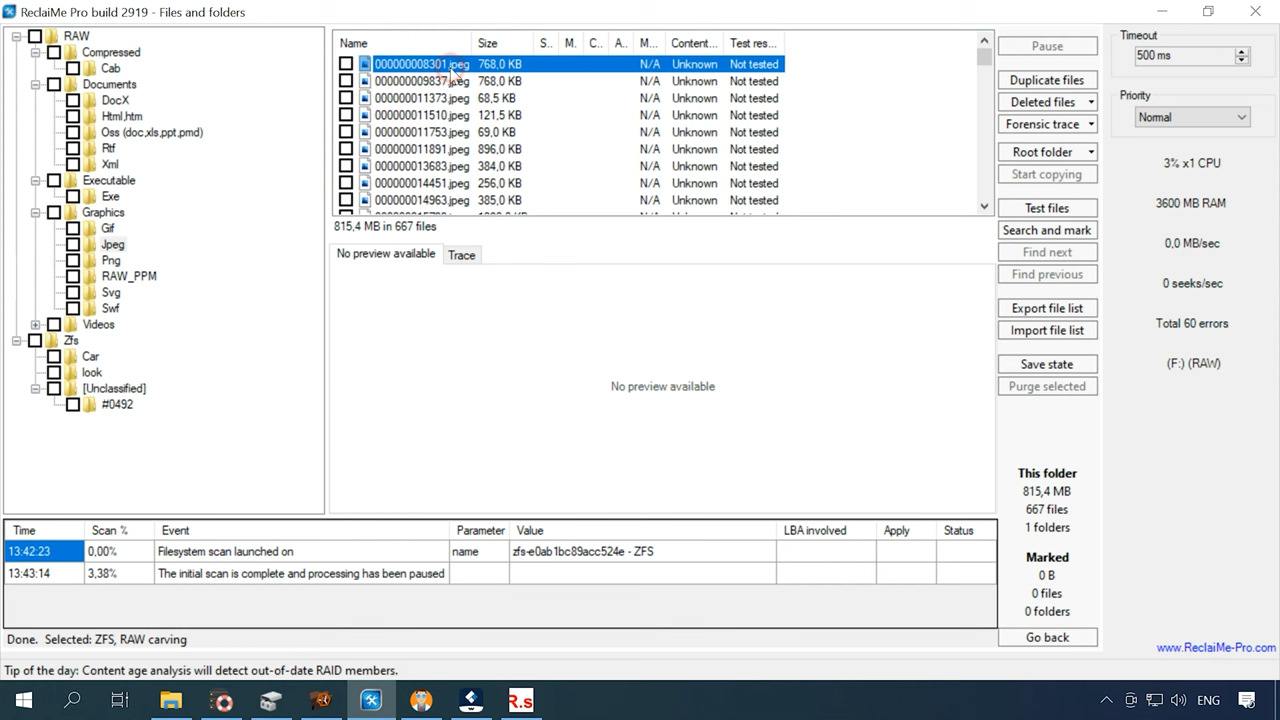 ReclaiMe Pro build 2919 - Files and folders
RAW
Compressed
Cab
Documents
DocX
Html,htm
Oss (doc,xls,ppt,pmd)
Rtf
Xml
Executable
Exe
Graphics
Gif
Jpeg
Png
RAW_PPM
Svg
Swf
Videos
Zfs
Car
look
[Unclassified]
#0492
Name Size S.. M. C.. A.. M... Content... Test res...
000000008301.jpeg 768,0 KB N/A Unknown Not tested
000000009837.jpeg 768,0 KB N/A Unknown Not tested
000000011373.jpeg 68,5 KB N/A Unknown Not tested
000000011510.jpeg 121,5 KB N/A Unknown Not tested
000000011753.jpeg 69,0 KB N/A Unknown Not tested
000000011891.jpeg 896,0 KB N/A Unknown Not tested
000000013683.jpeg 384,0 KB N/A Unknown Not tested
000000014451.jpeg 256,0 KB N/A Unknown Not tested
000000014963.jpeg 385,0 KB N/A Unknown Not tested
815,4 MB in 667 files
No preview available Trace
No preview available
Pause
Duplicate files
Deleted files
Forensic trace
Root folder
Start copying
Test files
Search and mark
Find next
Find previous
Export file list
Import file list
Save state
Purge selected
This folder
815,4 MB
667 files
1 folders
Marked
0 B
0 files
0 folders
Go back
Timeout
500 ms
Priority
Normal
3% x1 CPU
3600 MB RAM
0,0 MB/sec
0 seeks/sec
Total 60 errors
(F:) (RAW)
www.ReclaiMe-Pro.com
Time Scan % Event Parameter Value LBA involved Apply Status
13:42:23 0,00% Filesystem scan launched on name zfs-e0ab1bc89acc524e - ZFS
13:43:14 3,38% The initial scan is complete and processing has been paused
Done. Selected: ZFS, RAW carving
Tip of the day: Content age analysis will detect out-of-date RAID members.
R.s
ENG